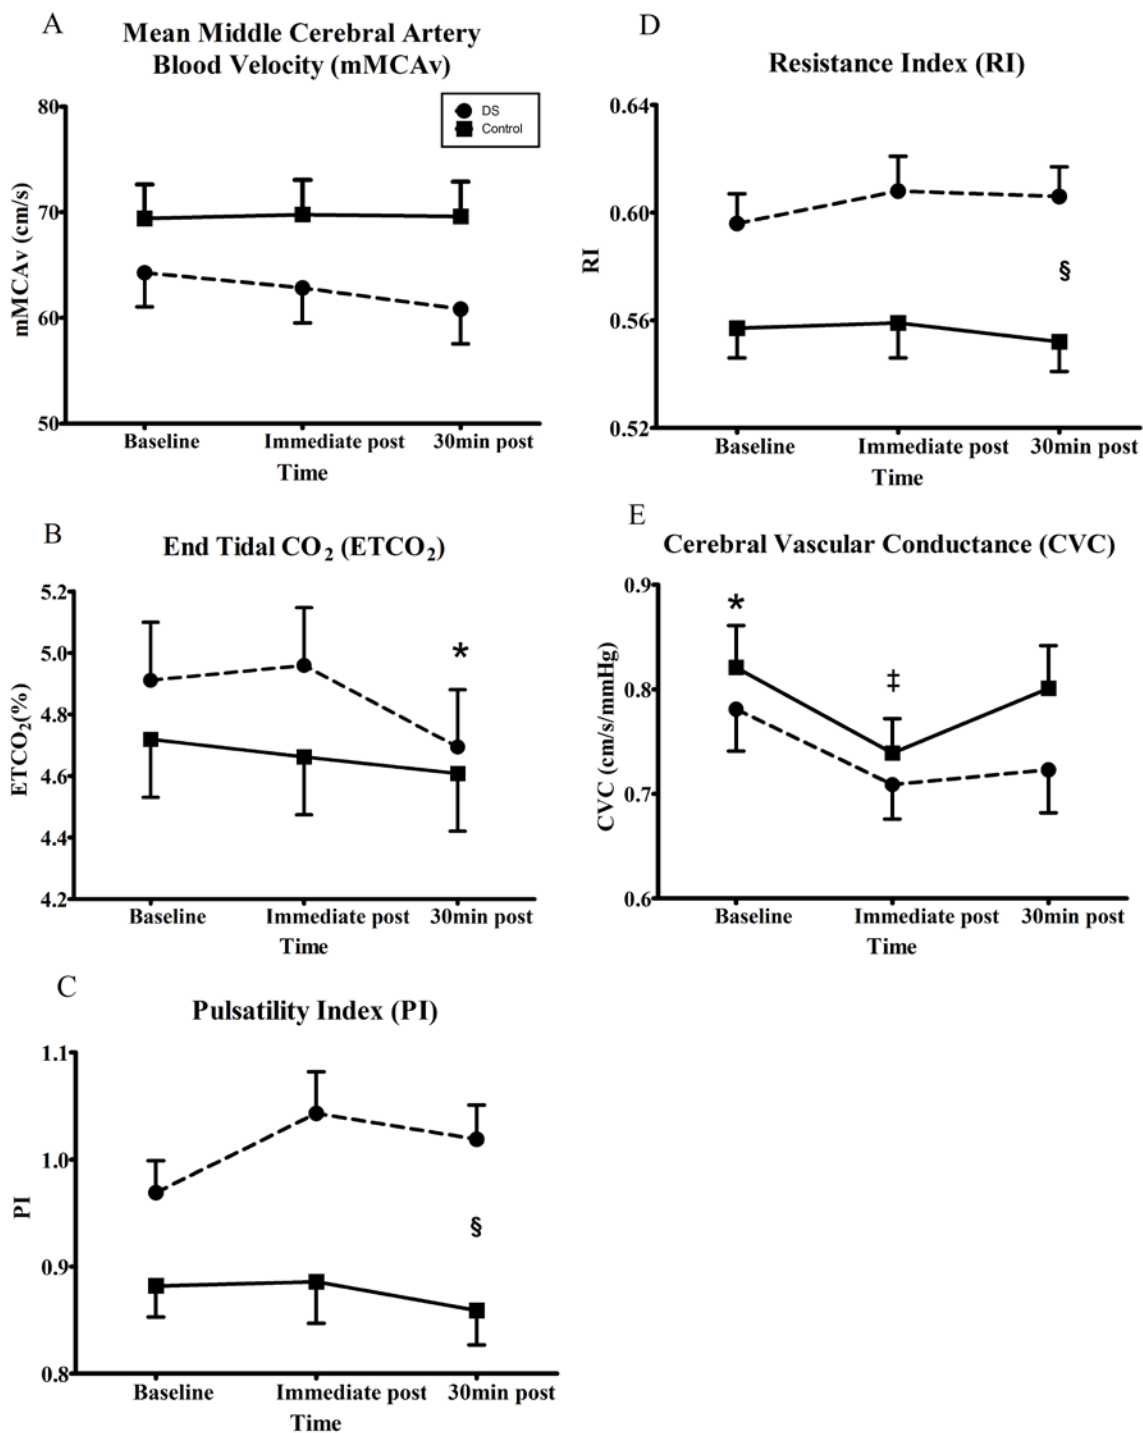 A
Mean Middle Cerebral Artery
Blood Velocity (mMCAv)
DS
Control
80
70
60
50
mMCAv (cm/s)
Baseline Immediate post 30min post
Time
D
Resistance Index (RI)
0.64
0.60
0.56
0.52
RI
§
Baseline Immediate post 30min post
Time
B
End Tidal CO₂ (ETCO₂)
5.2
5.0
4.8
4.6
4.4
4.2
ETCO₂(%)
*
Baseline Immediate post 30min post
Time
E
Cerebral Vascular Conductance (CVC)
0.9
0.8
0.7
0.6
CVC (cm/s/mmHg)
*
‡
Baseline Immediate post 30min post
Time
C
Pulsatility Index (PI)
1.1
1.0
0.9
0.8
PI
§
Baseline Immediate post 30min post
Time